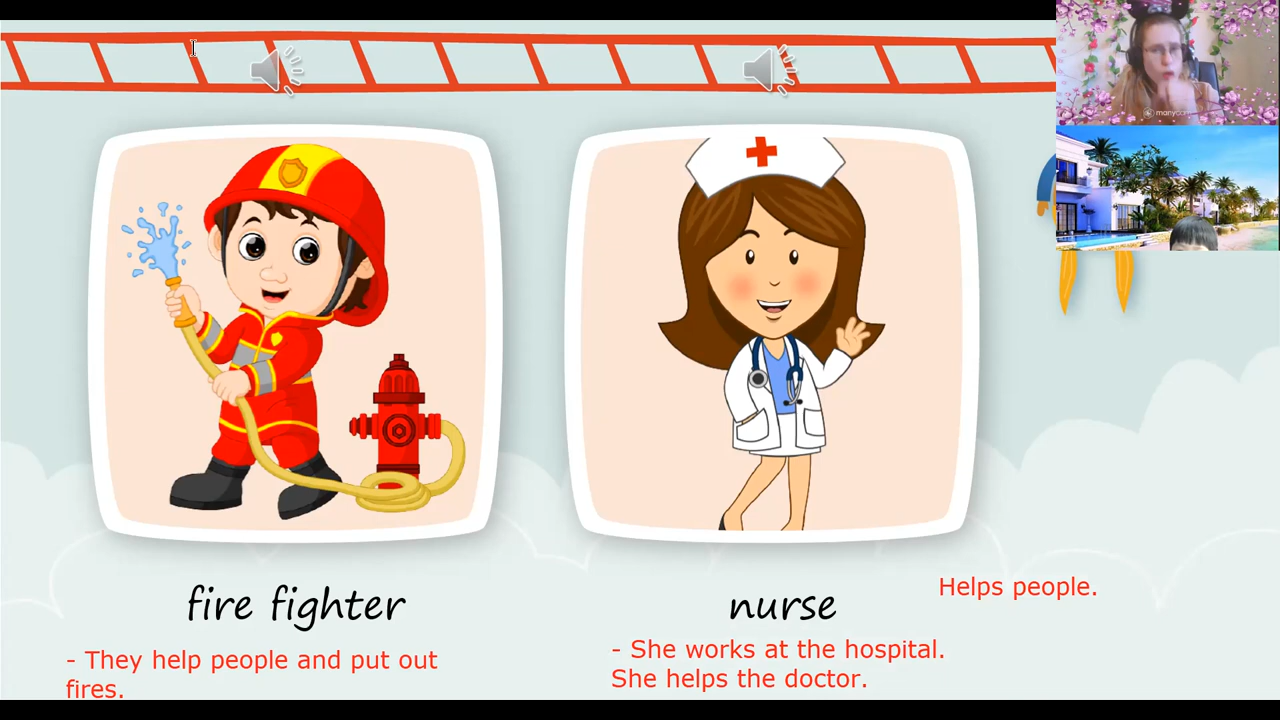 fire fighter
- They help people and put out
fires.
nurse
Helps people.
- She works at the hospital.
She helps the doctor.